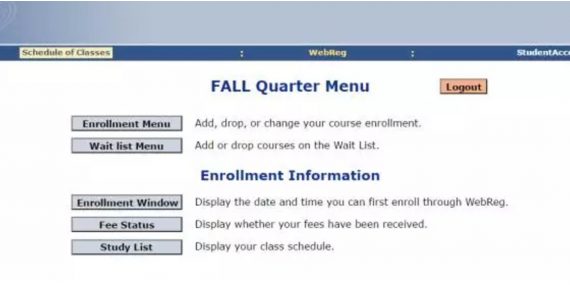 Schedule of Classes : WebReg : StudentAcce
FALL Quarter Menu Logout
Enrollment Menu Add, drop, or change your course enrollment.
Wait list Menu Add or drop courses on the Wait List.
Enrollment Information
Enrollment Window Display the date and time you can first enroll through WebReg.
Fee Status Display whether your fees have been received.
Study List Display your class schedule.